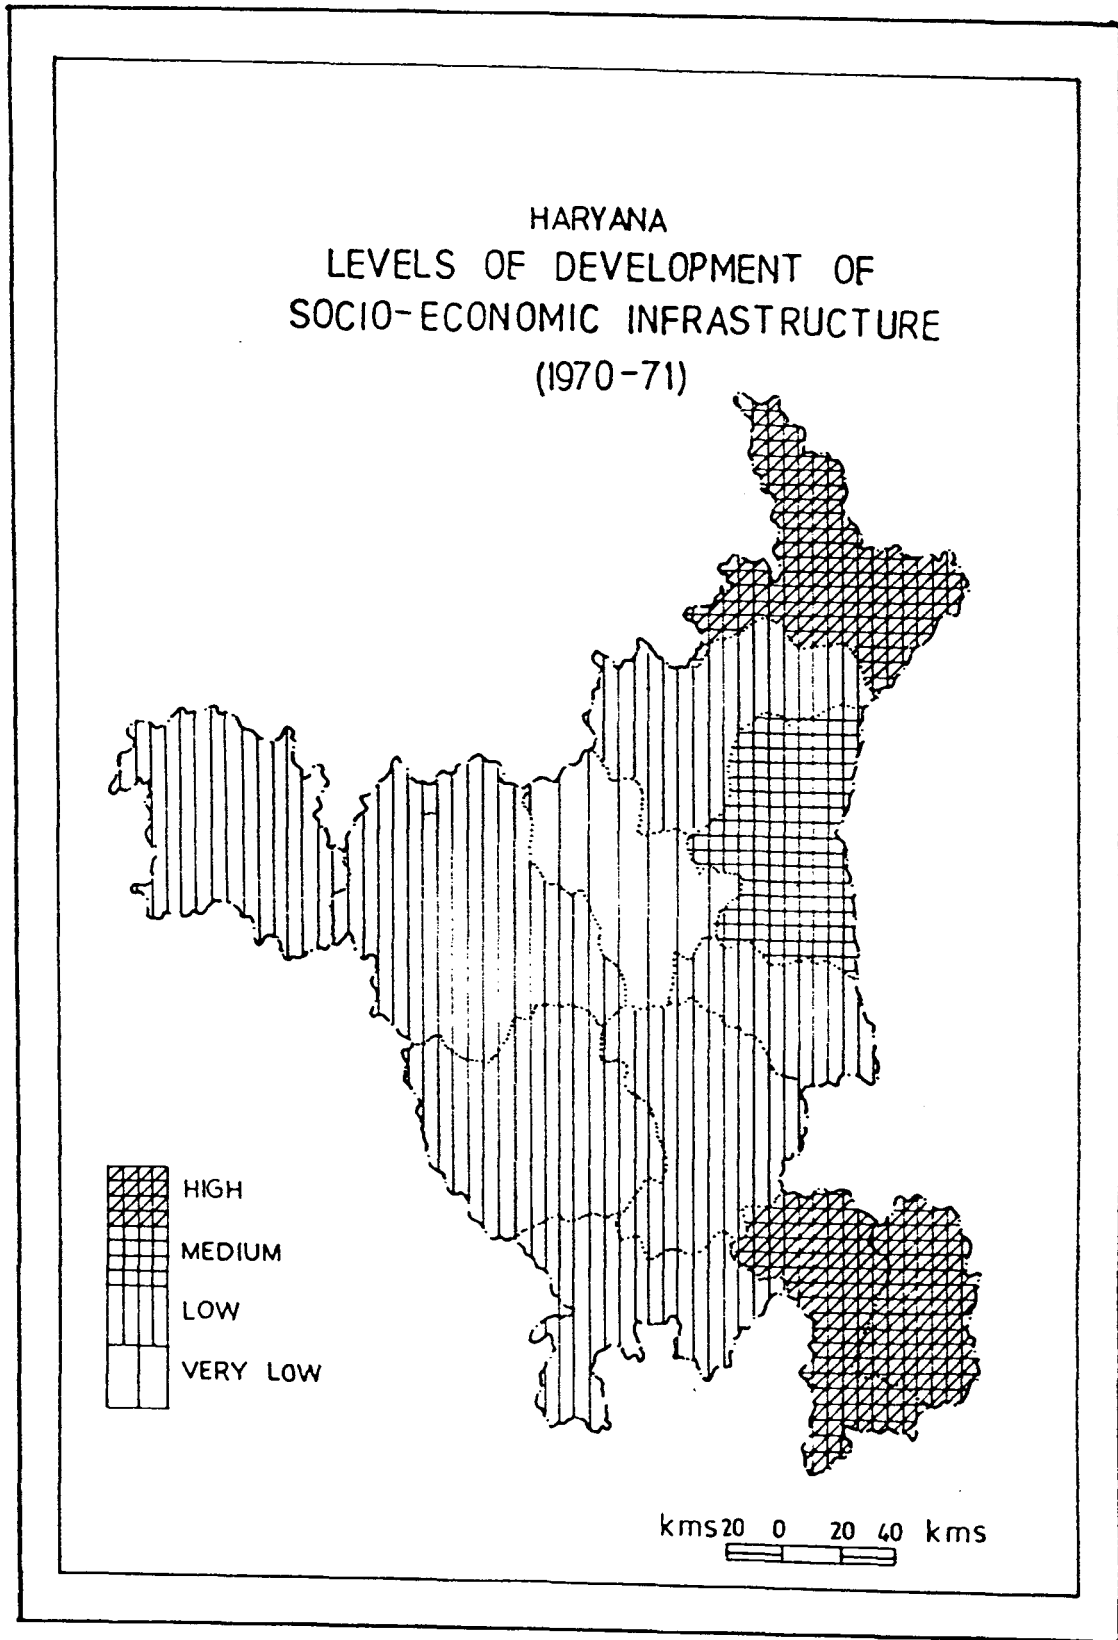 HARYANA
LEVELS OF DEVELOPMENT OF
SOCIO-ECONOMIC INFRASTRUCTURE
(1970-71)
HIGH
MEDIUM
LOW
VERY LOW
kms 20 0 20 40 kms